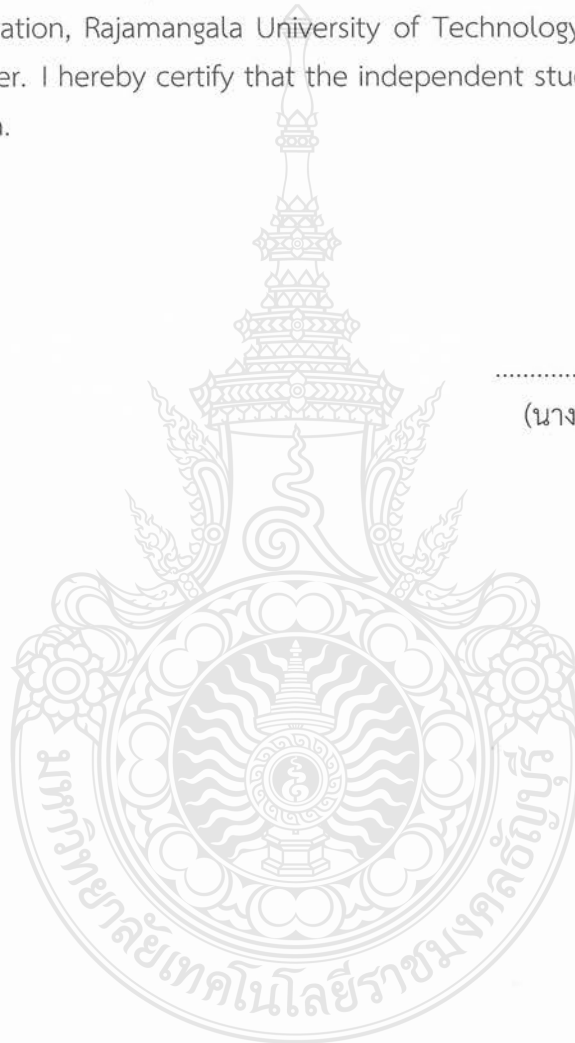 ation, Rajamangala University of Technology
er. I hereby certify that the independent stu
n.
..............
(นาง
มหาวิทยาลัยเทคโนโลยีราชมงคลธัญบุรี